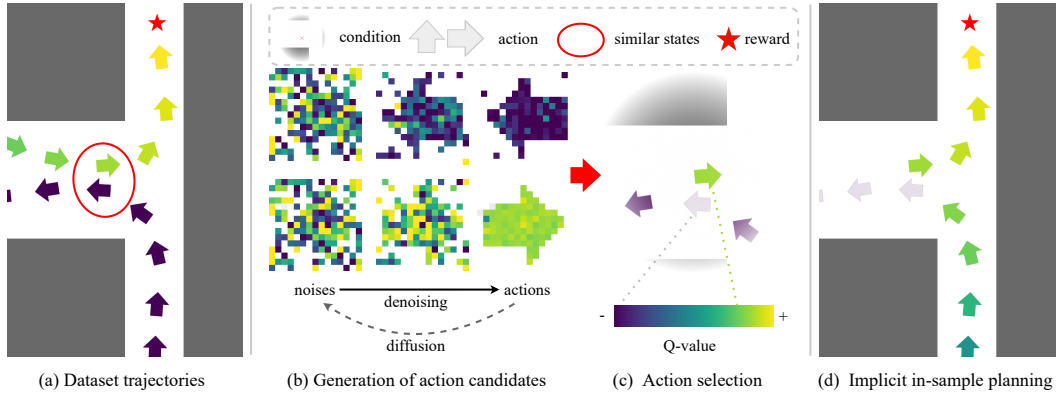 condition action similar states reward
noises denoising actions
diffusion
- +
Q-value
(a) Dataset trajectories (b) Generation of action candidates (c) Action selection (d) Implicit in-sample planning